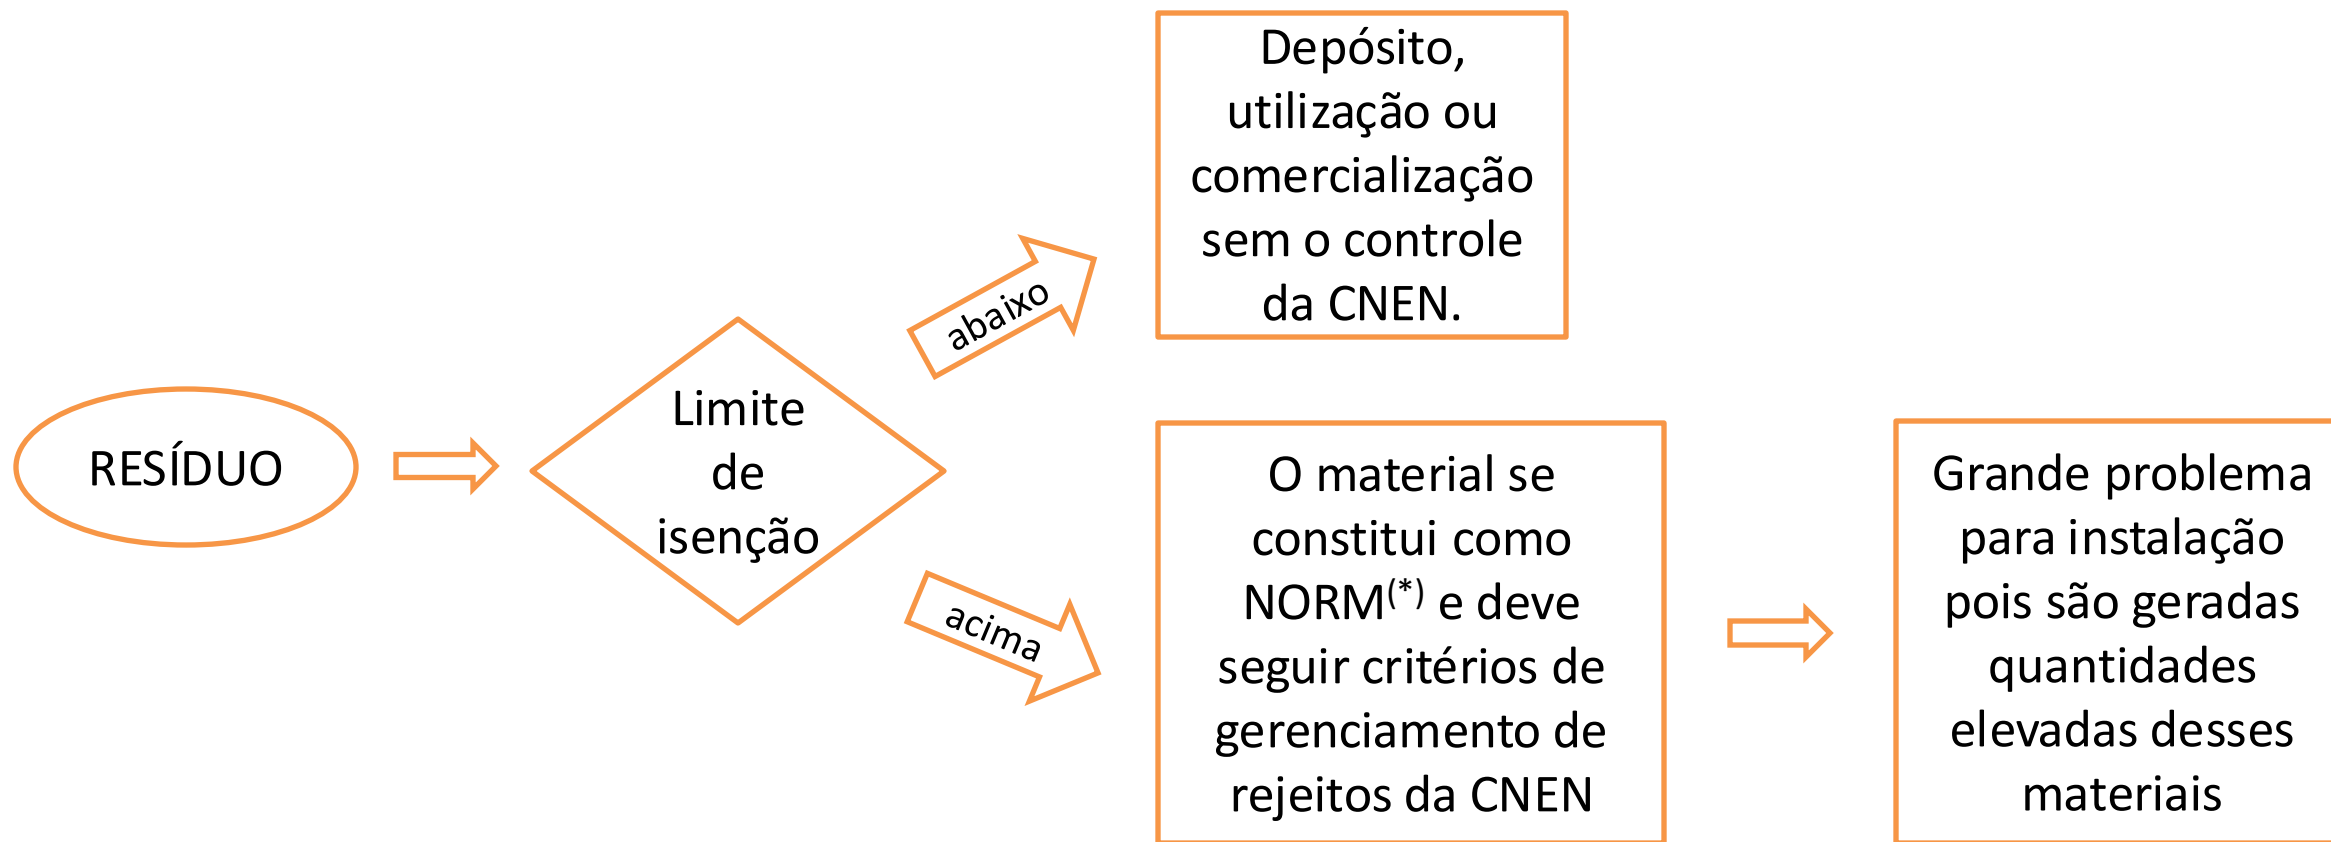 RESÍDUO
Limite
de
isenção
abaixo
Depósito,
utilização ou
comercialização
sem o controle
da CNEN.
acima
O material se
constitui como
NORM(*) e deve
seguir critérios de
gerenciamento de
rejeitos da CNEN
Grande problema
para instalação
pois são geradas
quantidades
elevadas desses
materiais